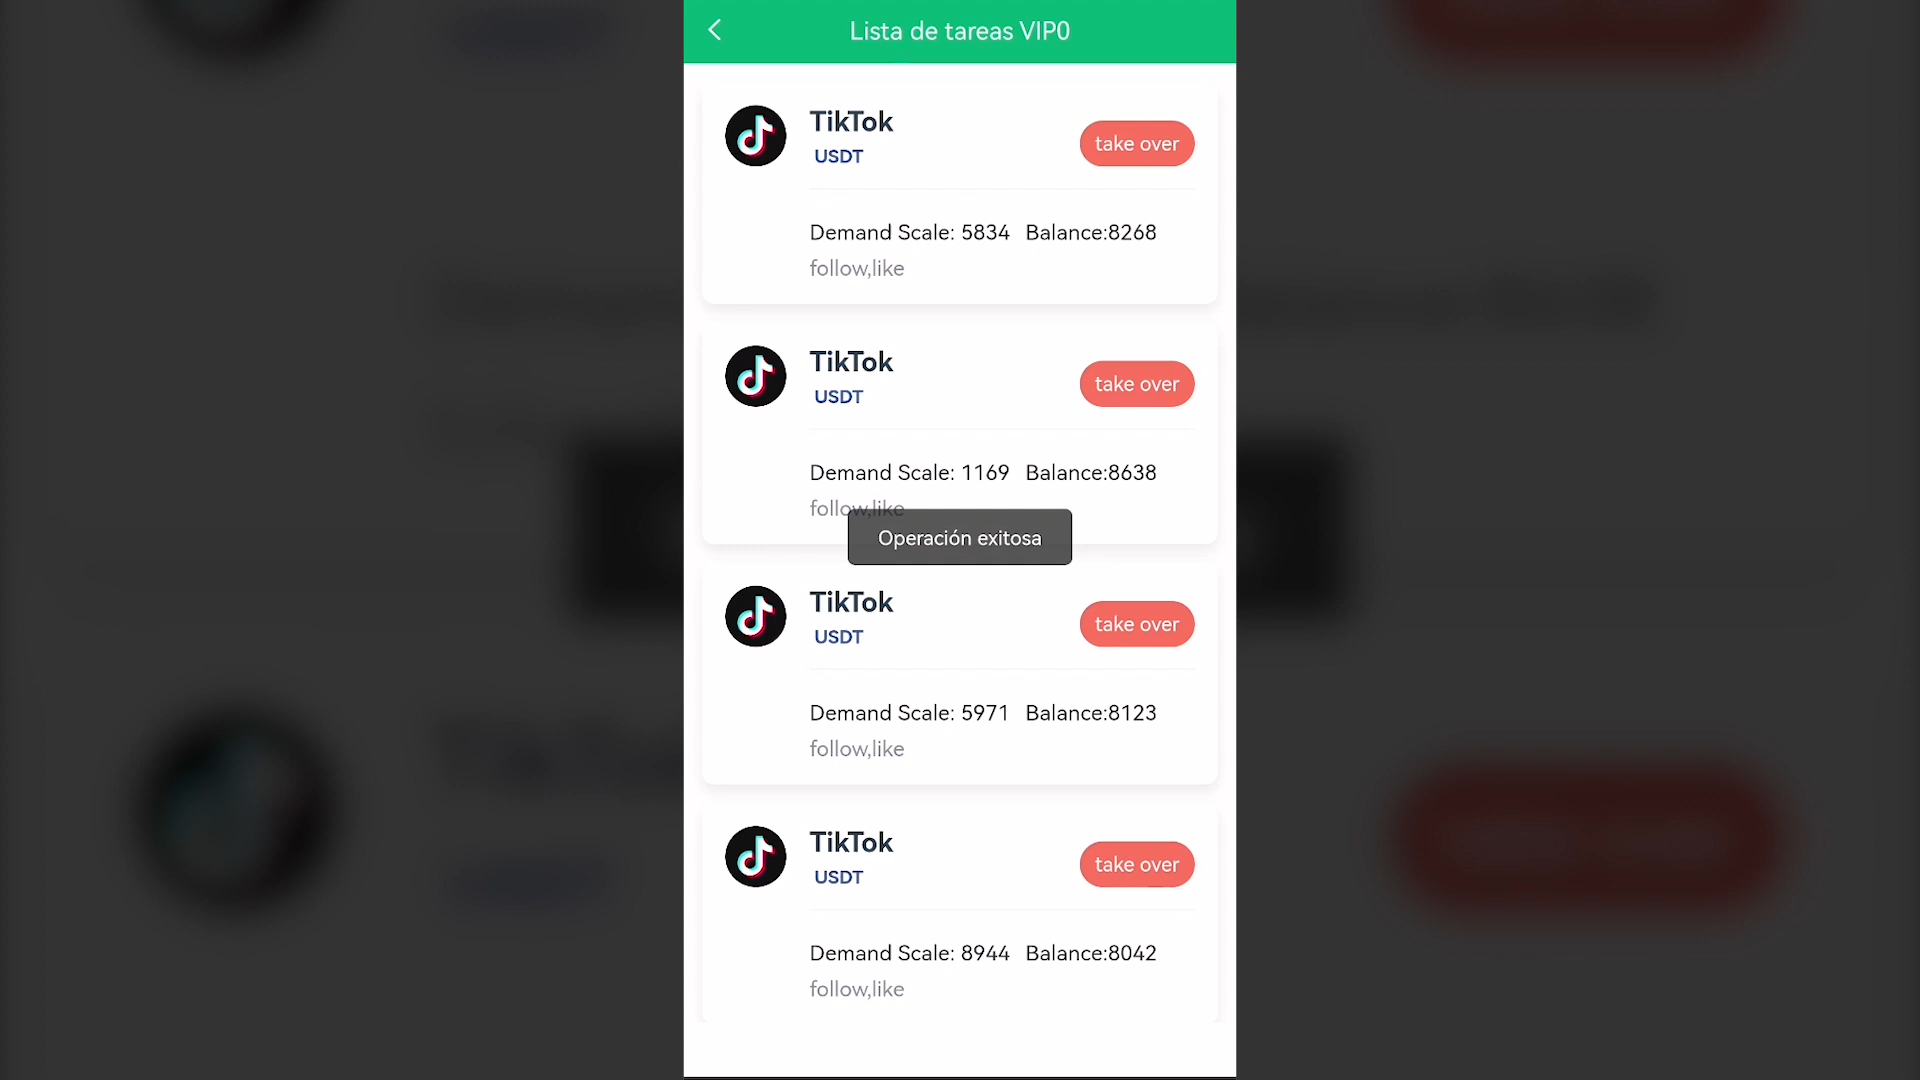 Lista de tareas VIP0
TikTok
USDT
take over
Demand Scale: 5834 Balance:8268
follow,like
TikTok
USDT
take over
Demand Scale: 1169 Balance:8638
follow,like
Operación exitosa
TikTok
USDT
take over
Demand Scale: 5971 Balance:8123
follow,like
TikTok
USDT
take over
Demand Scale: 8944 Balance:8042
follow,like